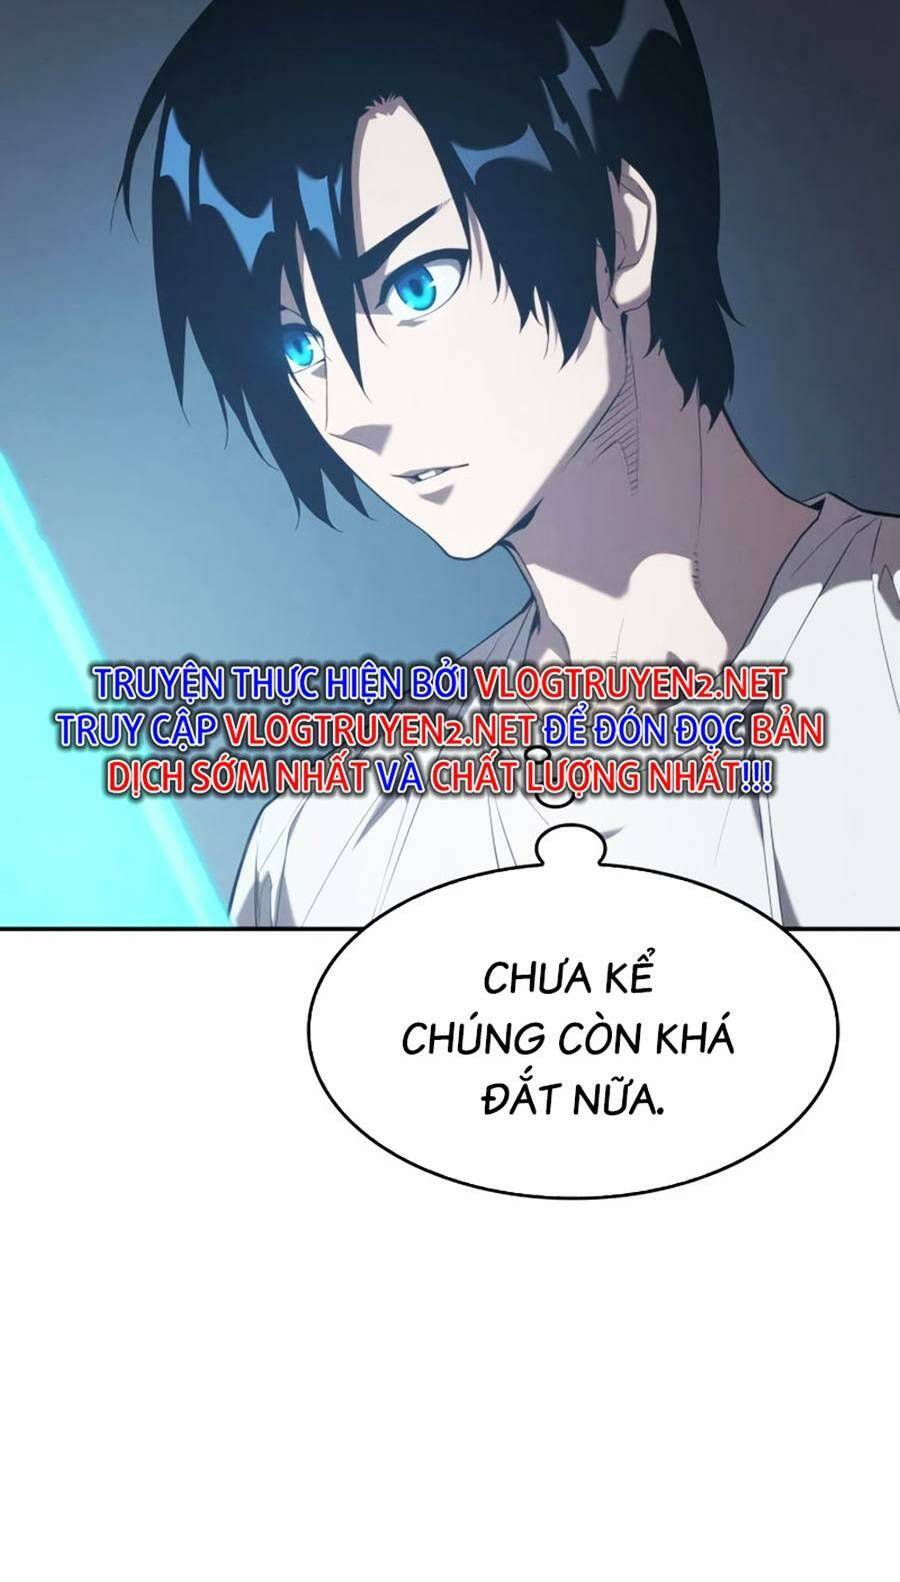 TRUYỆN THỰC HIỆN BỞI VLOGTRUYEN2.NET
TRUY CẬP VLOGTRUYEN2.NET ĐỂ ĐÓN ĐỌC BẢN
DỊCH SỚM NHẤT VÀ CHẤT LƯỢNG NHẤT!!!
CHƯA KỂ
CHÚNG CÒN KHÁ
ĐẮT NỮA.